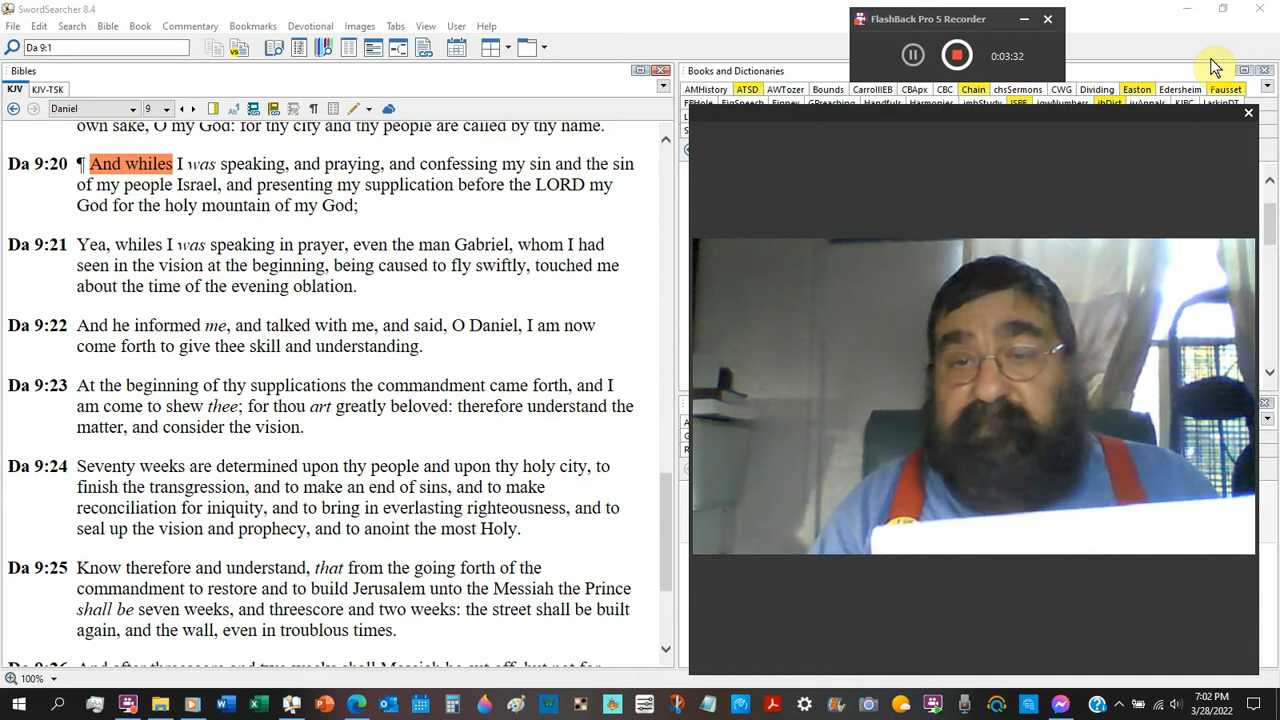 SwordSearcher 8.4
File Edit Search Bible Book Commentary Bookmarks Devotional Images Tabs View User Help
Da 9:1
FlashBack Pro 5 Recorder
0:03:32
Bibles
Books and Dictionaries
KJV KJV-TSK
AMHistory ATSD AWTozer Bounds CarrollEB CBApx CBC Chain chsSermons CWG Dividing Easton Edersheim Fausset
Daniel 9
own sake, O my God: for thy city and thy people are called by thy name.
Da 9:20 ¶ And whiles I was speaking, and praying, and confessing my sin and the sin
of my people Israel, and presenting my supplication before the LORD my
God for the holy mountain of my God;
Da 9:21 Yea, whiles I was speaking in prayer, even the man Gabriel, whom I had
seen in the vision at the beginning, being caused to fly swiftly, touched me
about the time of the evening oblation.
Da 9:22 And he informed me, and talked with me, and said, O Daniel, I am now
come forth to give thee skill and understanding.
Da 9:23 At the beginning of thy supplications the commandment came forth, and I
am come to shew thee; for thou art greatly beloved: therefore understand the
matter, and consider the vision.
Da 9:24 Seventy weeks are determined upon thy people and upon thy holy city, to
finish the transgression, and to make an end of sins, and to make
reconciliation for iniquity, and to bring in everlasting righteousness, and to
seal up the vision and prophecy, and to anoint the most Holy.
Da 9:25 Know therefore and understand, that from the going forth of the
commandment to restore and to build Jerusalem unto the Messiah the Prince
shall be seven weeks, and threescore and two weeks: the street shall be built
again, and the wall, even in troublous times.
100%
7:02 PM
3/28/2022